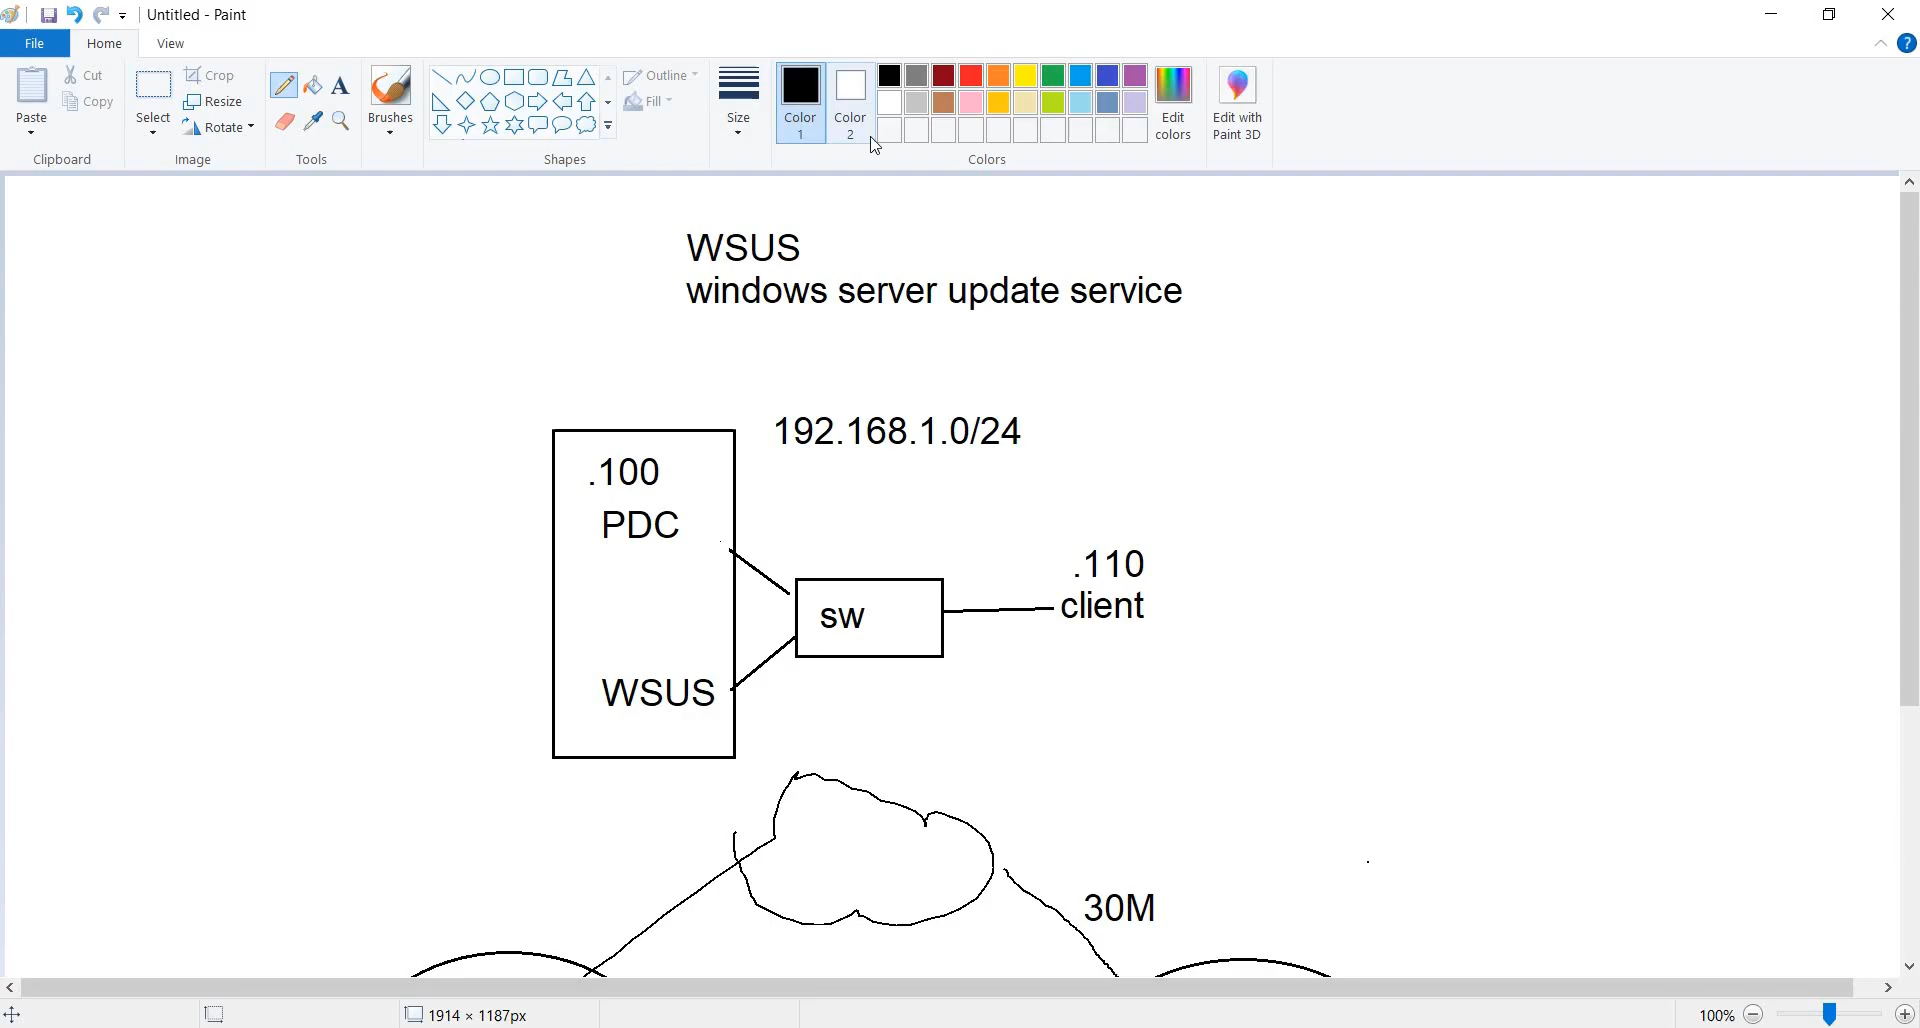 Untitled - Paint
File Home View
Paste
Cut
Copy
Clipboard
Select
Crop
Resize
Rotate
Image
Tools
Brushes
Shapes
Outline
Fill
Size
Color 1
Color 2
Colors
Edit colors
Edit with Paint 3D
WSUS
windows server update service
192.168.1.0/24
.100
PDC
.110
client
sw
WSUS
30M
1914 × 1187px
100%